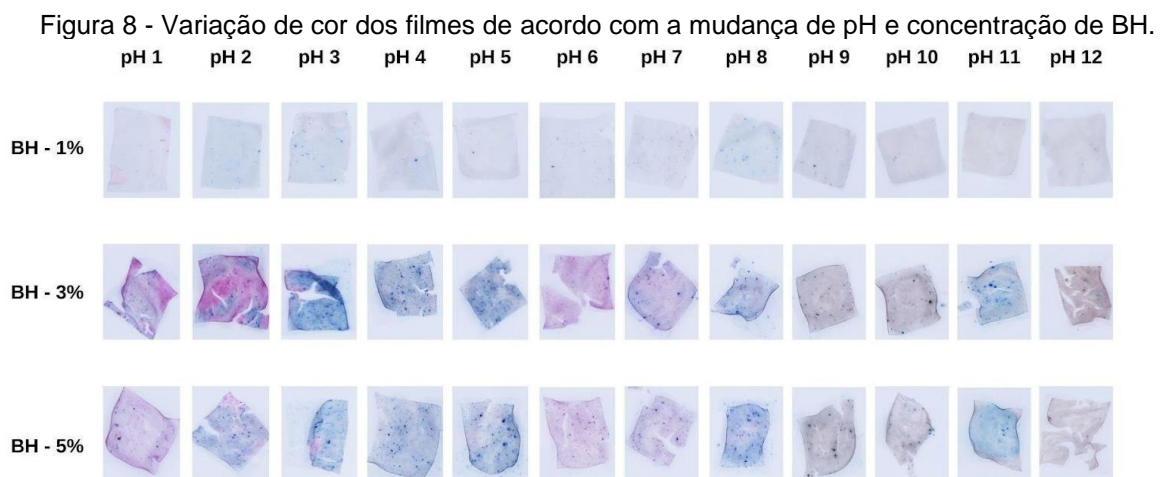 Figura 8 - Variação de cor dos fillmes de acordo com a mudança de pH e concentração de BH.
pH 1 pH 2 pH 3 pH 4 pH 5 pH 6 pH 7 pH 8 pH 9 pH 10 pH 11 pH 12
BH - 1%
BH - 3%
BH - 5%